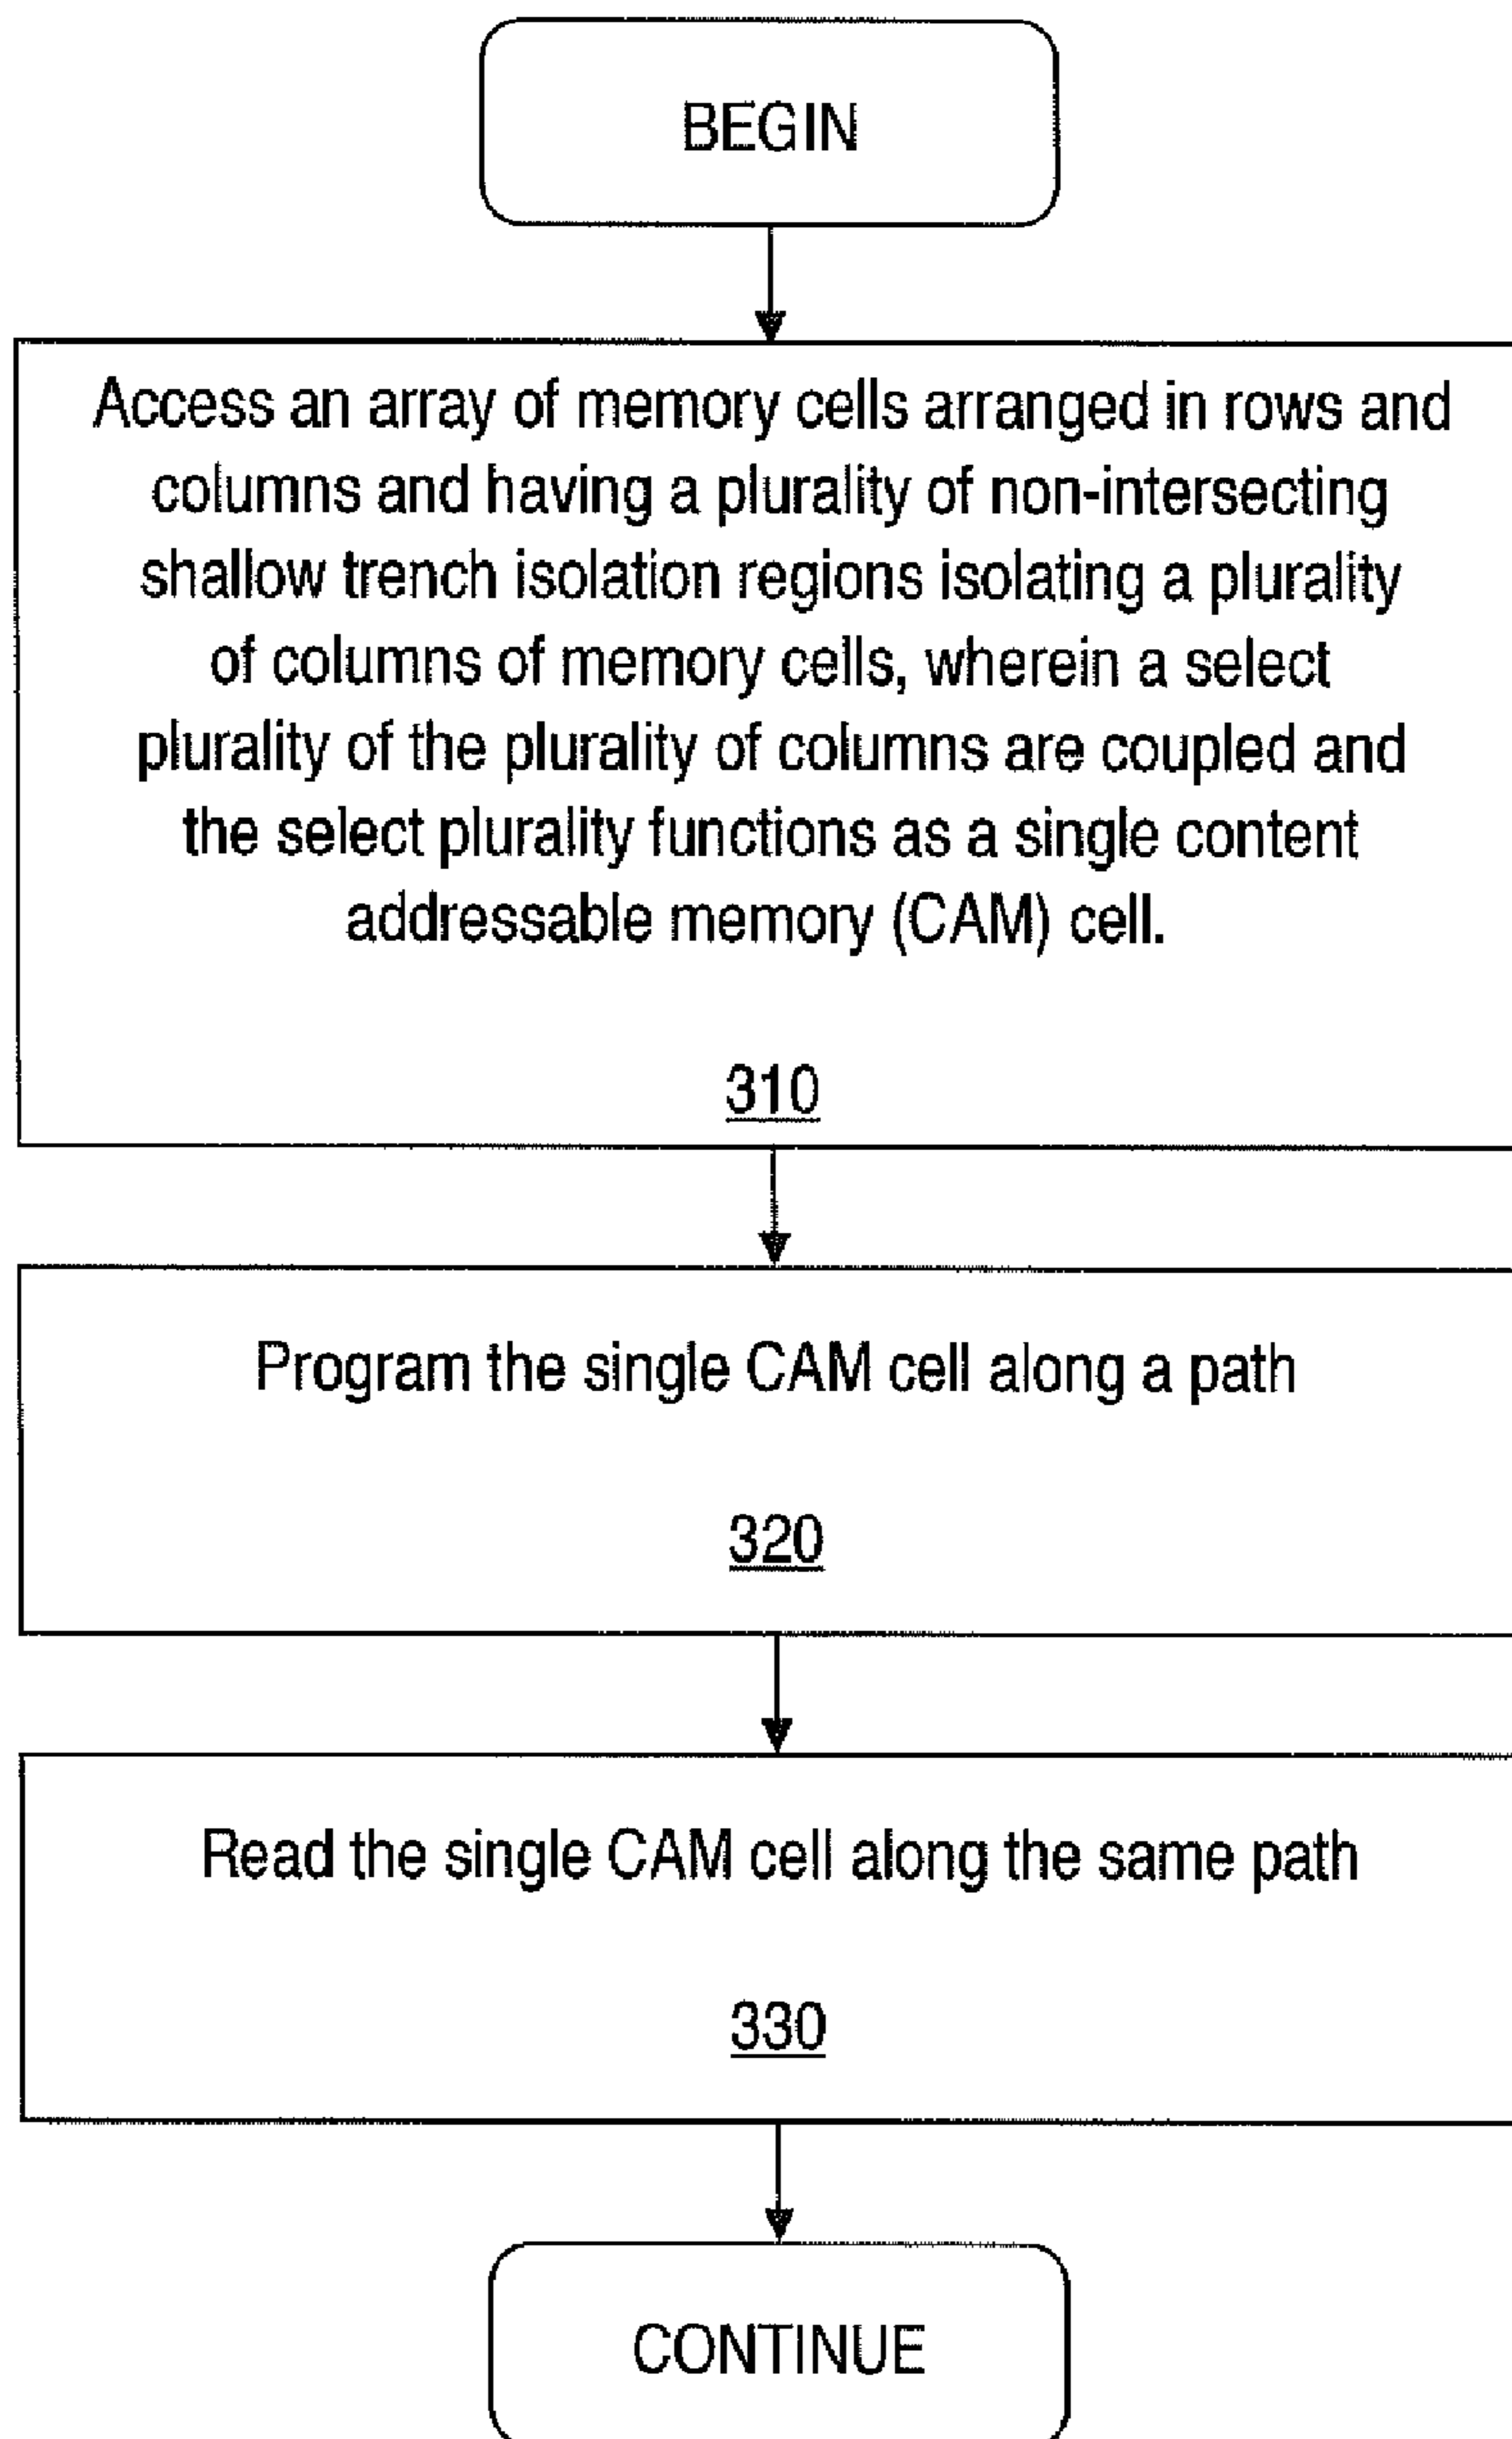 BEGIN
Access an array of memory cells arranged in rows and
columns and having a plurality of non-intersecting
shallow trench isolation regions isolating a plurality
of columns of memory cells, wherein a select
plurality of the plurality of columns are coupled and
the select plurality functions as a single content
addressable memory (CAM) cell.
310
Program the single CAM cell along a path
320
Read the single CAM cell along the same path
330
CONTINUE